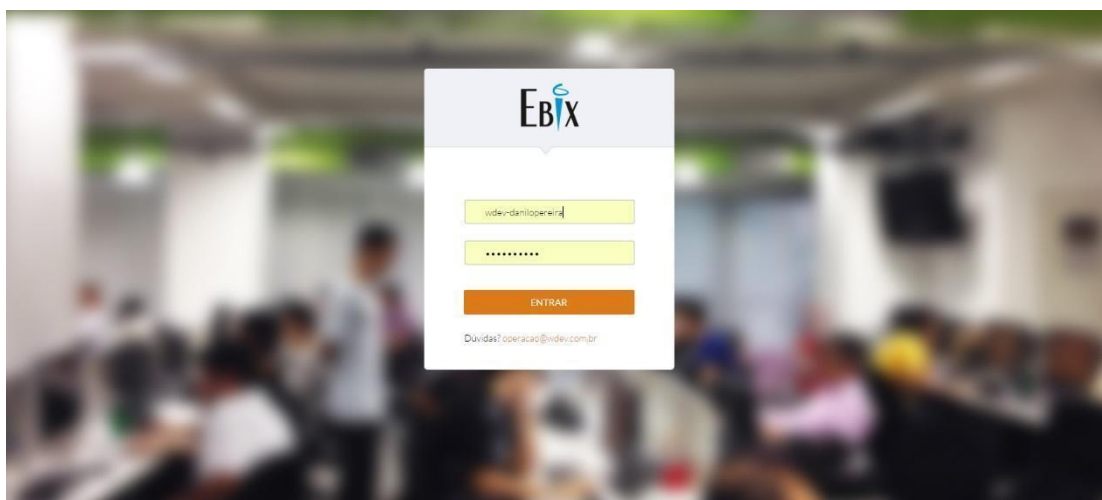 EBIX
wdev-danilopereira
••••••••••
ENTRAR
Dúvidas? operacao@wdev.com.br